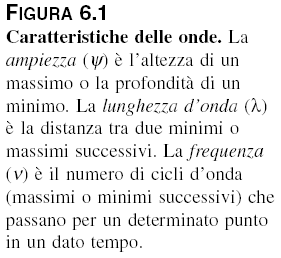 FIGURA 6.1
Caratteristiche delle onde. La
ampiezza (ψ) è l'altezza di un
massimo o la profondità di un
minimo. La lunghezza d'onda (λ)
è la distanza tra due minimi o
massimi successivi. La frequenza
(ν) è il numero di cicli d'onda
(massimi o minimi successivi) che
passano per un determinato punto
in un dato tempo.